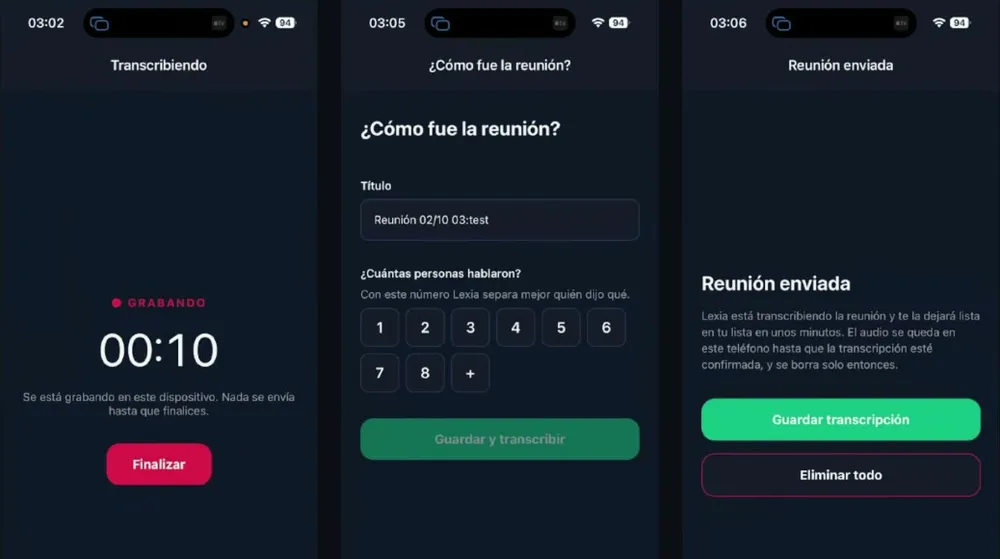 03:02
94
Transcribiendo
GRABANDO
00:10
Se está grabando en este dispositivo. Nada se envía
hasta que finalices.
Finalizar
03:05
94
¿Cómo fue la reunión?
¿Cómo fue la reunión?
Título
Reunión 02/10 03:test
¿Cuántas personas hablaron?
Con este número Lexia separa mejor quién dijo qué.
1 2 3 4 5 6
7 8 +
Guardar y transcribir
03:06
94
Reunión enviada
Reunión enviada
Lexia está transcribiendo la reunión y te la dejará lista
en tu lista en unos minutos. El audio se queda en
este teléfono hasta que la transcripción esté
confirmada, y se borra solo entonces.
Guardar transcripción
Eliminar todo